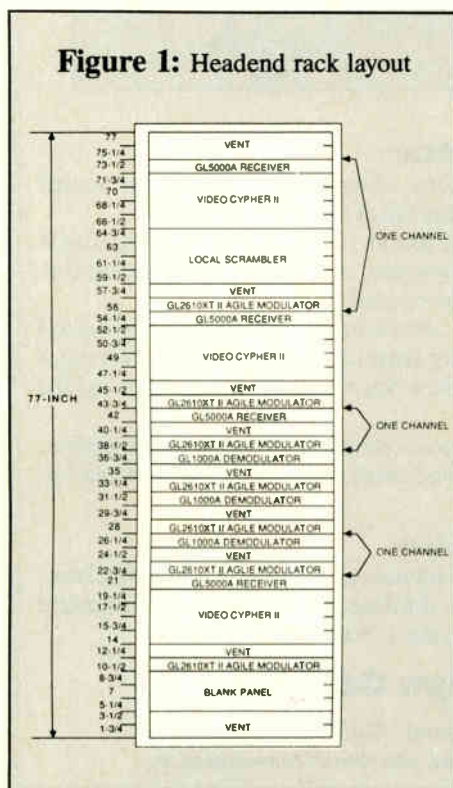 Figure 1: Headend rack layout
77
75-1/4
73-1/2
71-3/4
70
68-1/4
66-1/2
64-3/4
63
61-1/4
59-1/2
57-3/4
56
54-1/4
52-1/2
50-3/4
49
47-1/4
45-1/2
43-3/4
42
40-1/4
38-1/2
36-3/4
35
33-1/4
31-1/2
29-3/4
28
26-1/4
24-1/2
22-3/4
21
19-1/4
17-1/2
15-3/4
14
12-1/4
10-1/2
8-3/4
7
5-1/4
3-1/2
1-3/4
77-INCH
VENT
GL5000A RECEIVER
VIDEO CYPHER II
LOCAL SCRAMBLER
VENT
GL2610XT II AGILE MODULATOR
GL5000A RECEIVER
VIDEO CYPHER II
VENT
GL2610XT II AGILE MODULATOR
GL5000A RECEIVER
VENT
GL2610XT II AGILE MODULATOR
GL1000A DEMODULATOR
VENT
GL2610XT II AGILE MODULATOR
GL1000A DEMODULATOR
VENT
GL2610XT II AGILE MODULATOR
GL1000A DEMODULATOR
VENT
GL2610XT II AGLIE MODULATOR
GL5000A RECEIVER
VIDEO CYPHER II
VENT
GL2610XT II AGILE MODULATOR
BLANK PANEL
VENT
ONE CHANNEL
ONE CHANNEL
ONE CHANNEL